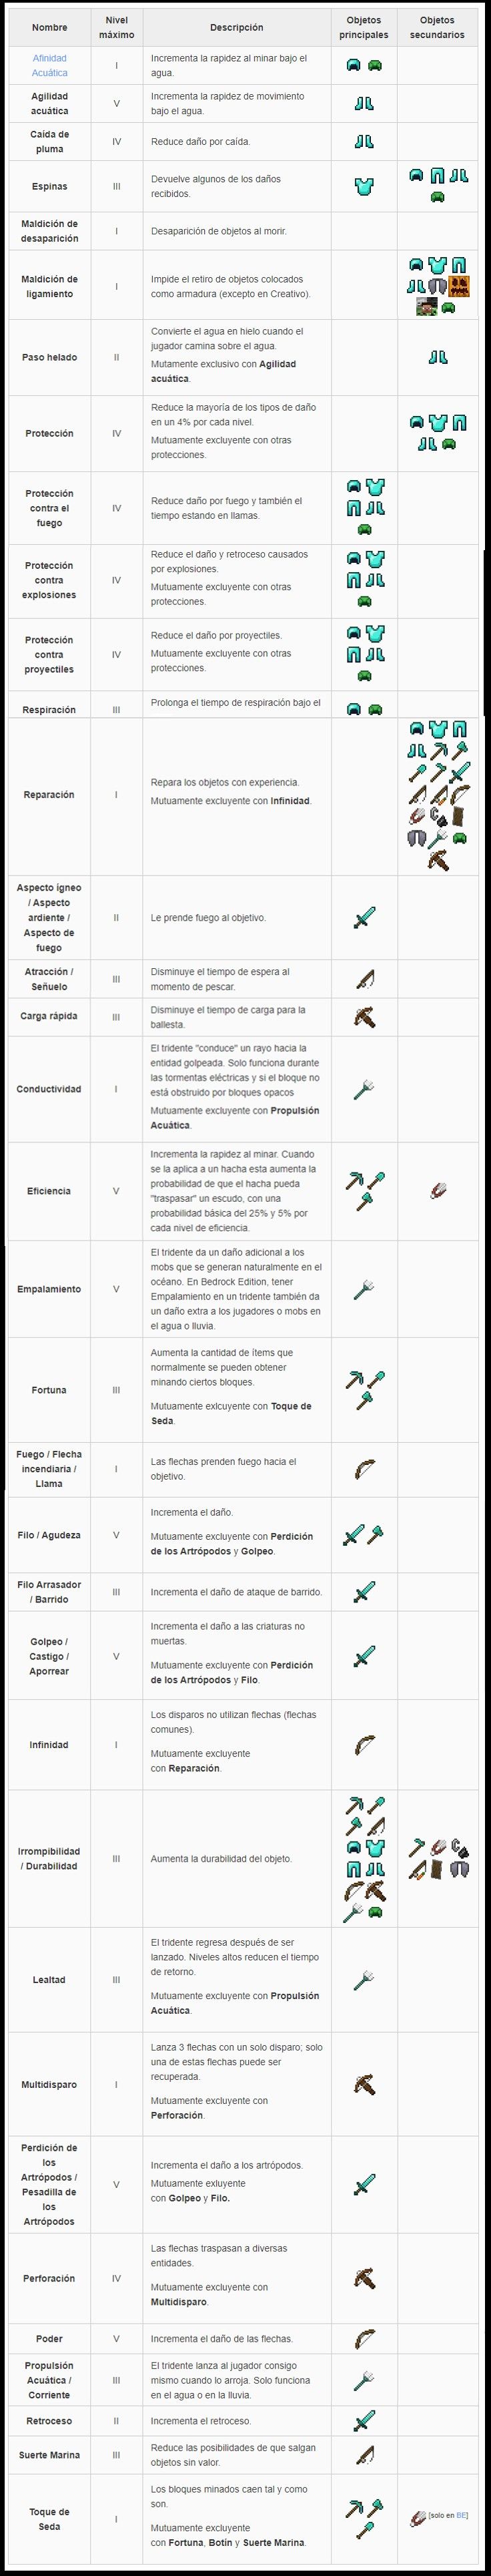 Nombre
Nivel
máximo
Descripción
Objetos
principales
Objetos
secundarios
Afinidad
Acuática
I
Incrementa la rapidez al minar bajo el
agua.
Agilidad
acuática
V
Incrementa la rapidez de movimiento
bajo el agua.
Caída de
pluma
IV
Reduce daño por caída.
Espinas
III
Devuelve algunos de los daños
recibidos.
Maldición de
desaparición
I
Desaparición de objetos al morir.
Maldición de
ligamiento
I
Impide el retiro de objetos colocados
como armadura (excepto en Creativo).
Paso helado
II
Convierte el agua en hielo cuando el
jugador camina sobre el agua.
Mutamente exclusivo con Agilidad
acuática.
Protección
IV
Reduce la mayoría de los tipos de daño
en un 4% por cada nivel.
Mutuamente excluyente con otras
protecciones.
Protección
contra el
fuego
IV
Reduce daño por fuego y también el
tiempo estando en llamas.
Protección
contra
explosiones
IV
Reduce el daño y retroceso causados
por explosiones.
Mutuamente excluyente con otras
protecciones.
Protección
contra
proyectiles
IV
Reduce el daño por proyectiles.
Mutuamente excluyente con otras
protecciones.
Respiración
III
Prolonga el tiempo de respiración bajo el
Reparación
I
Repara los objetos con experiencia.
Mutuamente excluyente con Infinidad.
Aspecto ígneo
/ Aspecto
ardiente /
Aspecto de
fuego
II
Le prende fuego al objetivo.
Atracción /
Señuelo
III
Disminuye el tiempo de espera al
momento de pescar.
Carga rápida
III
Disminuye el tiempo de carga para la
ballesta.
Conductividad
I
El tridente "conduce" un rayo hacia la
entidad golpeada. Solo funciona durante
las tormentas eléctricas y si el bloque no
está obstruido por bloques opacos
Mutuamente excluyente con Propulsión
Acuática.
Eficiencia
V
Incrementa la rapidez al minar. Cuando
se la aplica a un hacha esta aumenta la
probabilidad de que el hacha pueda
"traspasar" un escudo, con una
probabilidad básica del 25% y 5% por
cada nivel de eficiencia.
Empalamiento
V
El tridente da un daño adicional a los
mobs que se generan naturalmente en el
océano. En Bedrock Edition, tener
Empalamiento en un tridente también da
un daño extra a los jugadores o mobs en
el agua o lluvia.
Fortuna
III
Aumenta la cantidad de ítems que
normalmente se pueden obtener
minando ciertos bloques.
Mutuamente exlcuyente con Toque de
Seda.
Fuego / Flecha
incendiaria /
Llama
I
Las flechas prenden fuego hacia el
objetivo.
Filo / Agudeza
V
Incrementa el daño.
Mutuamente excluyente con Perdición
de los Artrópodos y Golpeo.
Filo Arrasador
/ Barrido
III
Incrementa el daño de ataque de barrido.
Golpeo /
Castigo /
Aporrear
V
Incrementa el daño a las criaturas no
muertas.
Mutuamente excluyente con Perdición
de los Artrópodos y Filo.
Infinidad
I
Los disparos no utilizan flechas (flechas
comunes).
Mutuamente excluyente
con Reparación.
Irrompibilidad
/ Durabilidad
III
Aumenta la durabilidad del objeto.
Lealtad
III
El tridente regresa después de ser
lanzado. Niveles altos reducen el tiempo
de retorno.
Mutuamente excluyente con Propulsión
Acuática.
Multidisparo
I
Lanza 3 flechas con un solo disparo; solo
una de estas flechas puede ser
recuperada.
Mutuamente excluyente con
Perforación.
Perdición de
los
Artrópodos /
Pesadilla de
los
Artrópodos
V
Incrementa el daño a los artrópodos.
Mutuamente exluyente
con Golpeo y Filo.
Perforación
IV
Las flechas traspasan a diversas
entidades.
Mutuamente excluyente con
Multidisparo.
Poder
V
Incrementa el daño de las flechas.
Propulsión
Acuática /
Corriente
III
El tridente lanza al jugador consigo
mismo cuando lo arroja. Solo funciona
en el agua o en la lluvia.
Retroceso
II
Incrementa el retroceso.
Suerte Marina
III
Reduce las posibilidades de que salgan
objetos sin valor.
Toque de
Seda
I
Los bloques minados caen tal y como
son.
Mutuamente excluyente
con Fortuna, Botín y Suerte Marina.
[solo en BE]